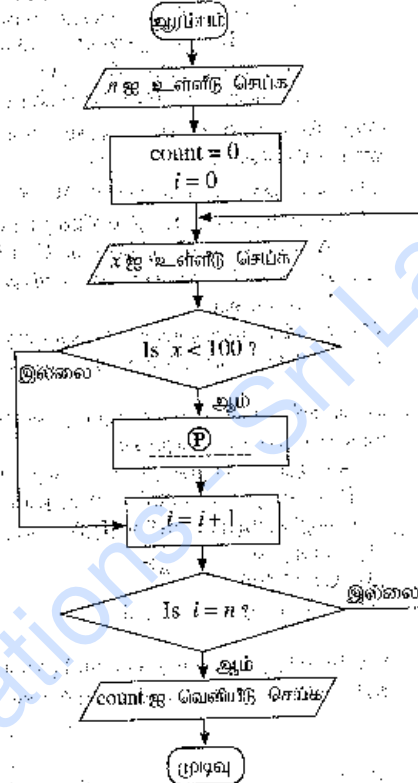 ஆரம்பம்
n ஐ உள்ளீடு செய்க
count = 0
i = 0
x ஐ உள்ளீடு செய்க
Is x < 100 ?
இல்லை
ஆம்
P
i = i + 1
Is i = n ?
இல்லை
ஆம்
count ஐ வெளியீடு செய்க
முடிவு